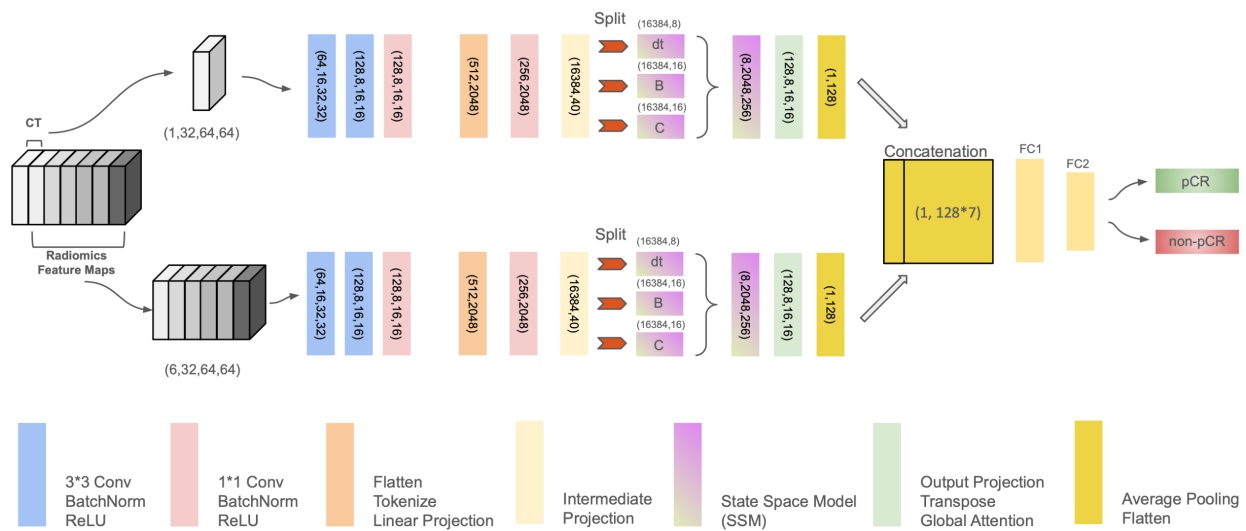 CT
(1,32,64,64)
Radiomics
Feature Maps
(6,32,64,64)
(64,16,32,32)
(128,8,16,16)
(128,8,16,16)
(512,2048)
(256,2048)
(16384,40)
Split
(16384,8)
dt
(16384,16)
B
(16384,16)
C
(8,2048,256)
(128,8,16,16)
(1,128)
(64,16,32,32)
(128,8,16,16)
(128,8,16,16)
(512,2048)
(256,2048)
(16384,40)
Split
(16384,8)
dt
(16384,16)
B
(16384,16)
C
(8,2048,256)
(128,8,16,16)
(1,128)
Concatenation
(1, 128*7)
FC1
FC2
pCR
non-pCR
3*3 Conv
BatchNorm
ReLU
1*1 Conv
BatchNorm
ReLU
Flatten
Tokenize
Linear Projection
Intermediate
Projection
State Space Model
(SSM)
Output Projection
Transpose
Global Attention
Average Pooling
Flatten